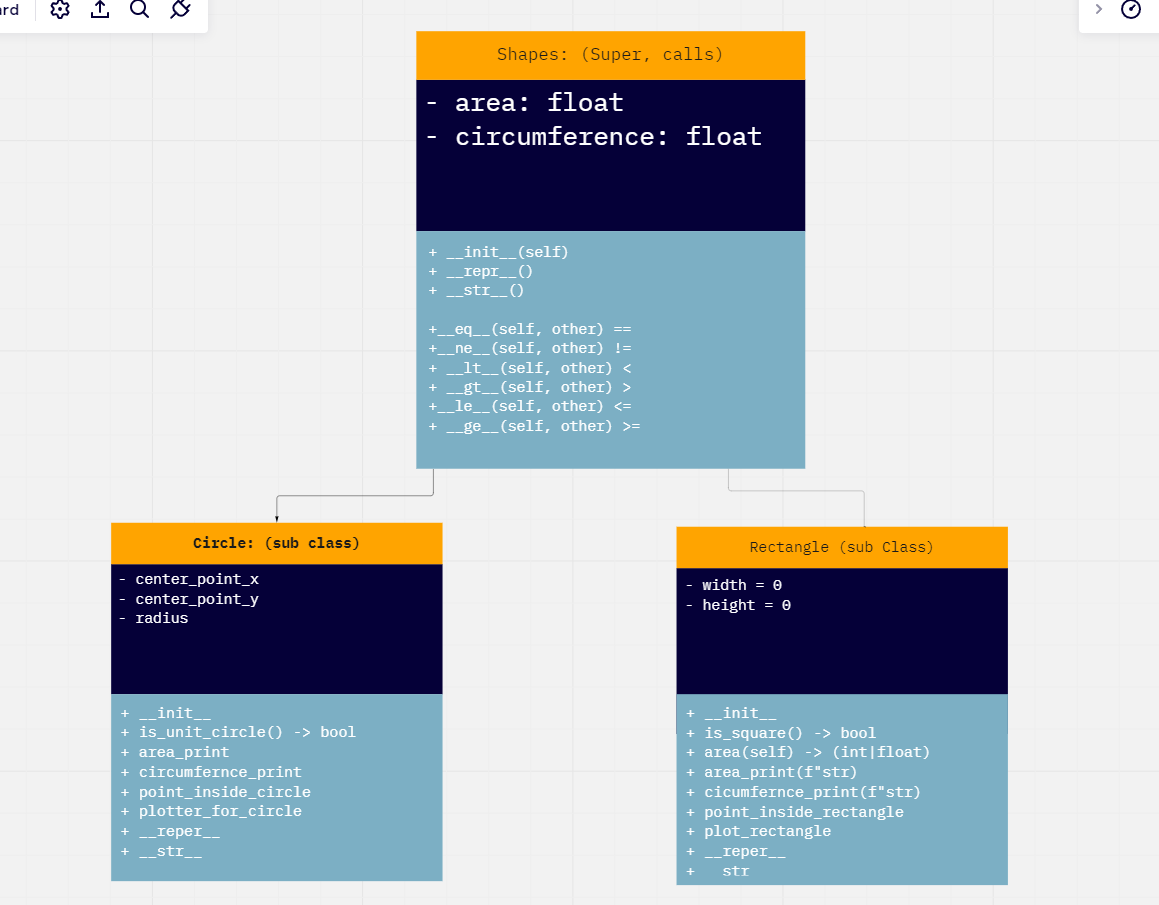 rd
Shapes: (Super, calls)
- area: float
- circumference: float
+ __init__(self)
+ __repr__()
+ __str__()
+__eq__(self, other) ==
+__ne__(self, other) !=
+ __lt__(self, other) <
+ __gt__(self, other) >
+__le__(self, other) <=
+ __ge__(self, other) >=
Circle: (sub class)
- center_point_x
- center_point_y
- radius
+ __init__
+ is_unit_circle() -> bool
+ area_print
+ circumfernce_print
+ point_inside_circle
+ plotter_for_circle
+ __reper__
+ __str__
Rectangle (sub Class)
- width = 0
- height = 0
+ __init__
+ is_square() -> bool
+ area(self) -> (int|float)
+ area_print(f"str)
+ cicumfernce_print(f"str)
+ point_inside_rectangle
+ plot_rectangle
+ __reper__
+   str